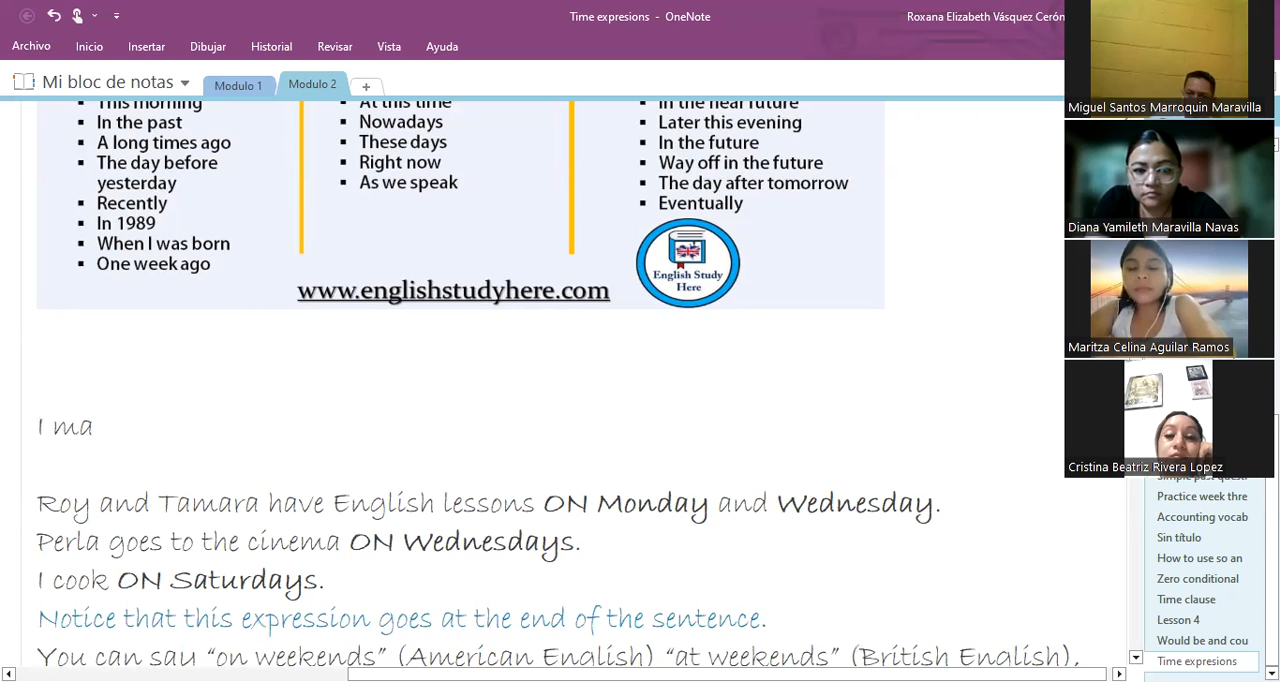 Time expresions - OneNote
Roxana Elizabeth Vásquez Cerón
Archivo Inicio Insertar Dibujar Historial Revisar Vista Ayuda
Mi bloc de notas Modulo 1 Modulo 2 +
This morning
In the past
A long times ago
The day before yesterday
Recently
In 1989
When I was born
One week ago
At this time
Nowadays
These days
Right now
As we speak
In the near future
Later this evening
In the future
Way off in the future
The day after tomorrow
Eventually
English Study
Here
www.englishstudyhere.com
I ma
Roy and Tamara have English lessons ON Monday and Wednesday.
Perla goes to the cinema ON Wednesdays.
I cook ON Saturdays.
Notice that this expression goes at the end of the sentence.
You can say “on weekends” (American English) “at weekends” (British English),
Miguel Santos Marroquin Maravilla
Diana Yamileth Maravilla Navas
Maritza Celina Aguilar Ramos
Cristina Beatriz Rivera Lopez
Simple past questi
Practice week thre
Accounting vocab
Sin título
How to use so an
Zero conditional
Time clause
Lesson 4
Would be and cou
Time expresions